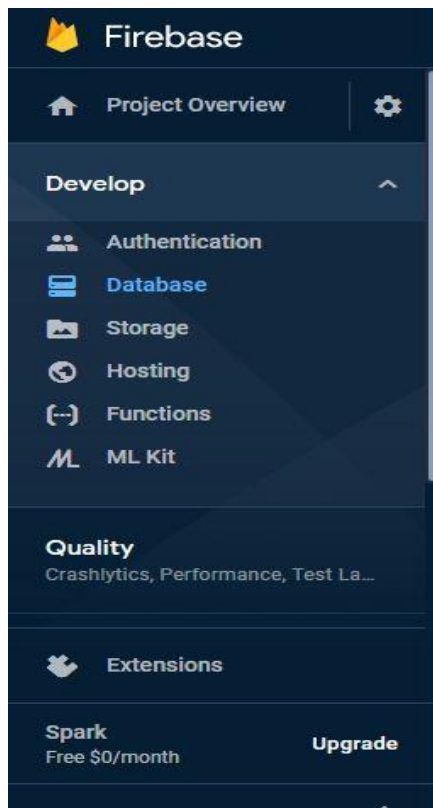 Firebase
Project Overview
Develop
Authentication
Database
Storage
Hosting
Functions
ML Kit
Quality
Crashlytics, Performance, Test La...
Extensions
Spark
Free $0/month
Upgrade